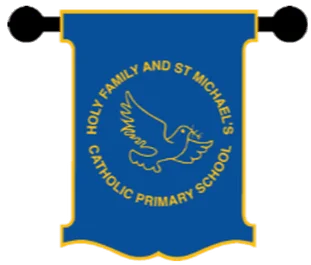 HOLY FAMILY AND ST MICHAEL'S
CATHOLIC PRIMARY SCHOOL